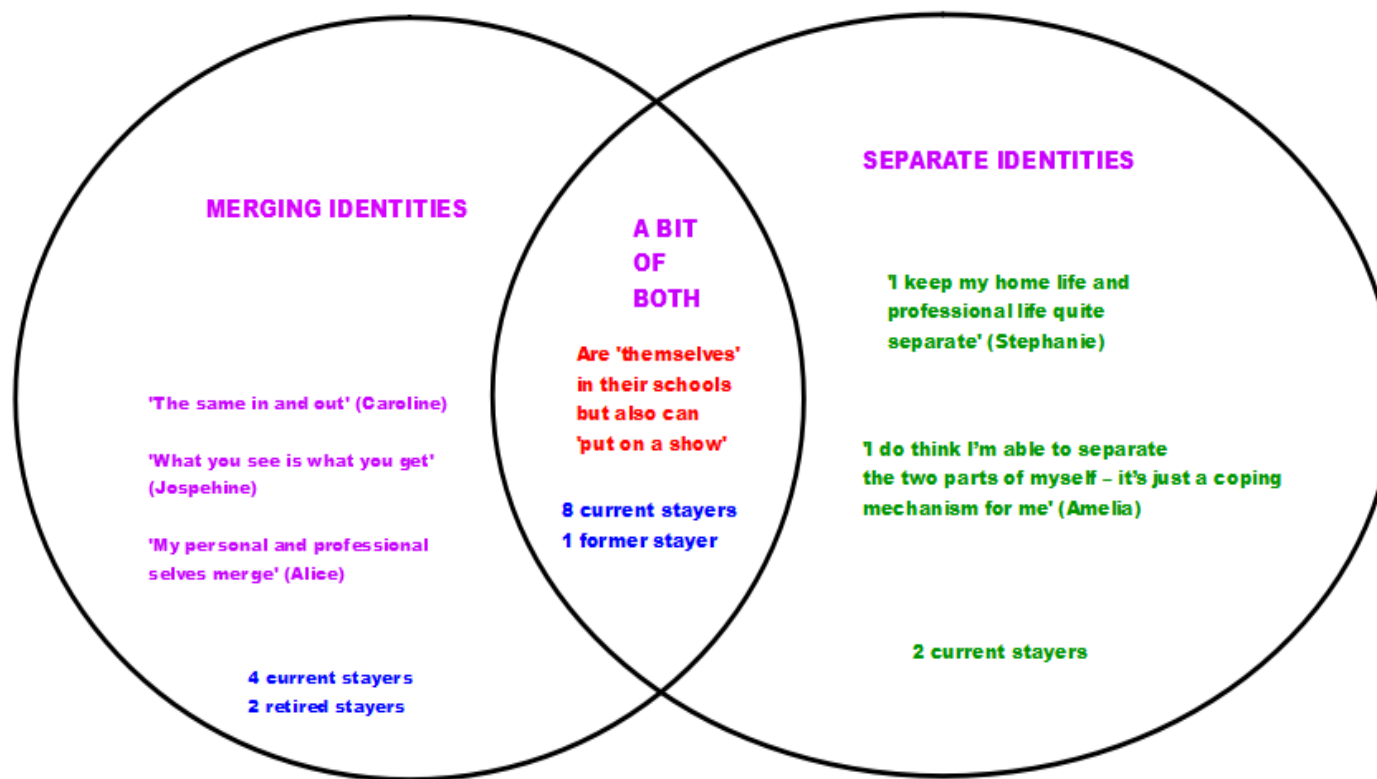 MERGING IDENTITIES
'The same in and out' (Caroline)
'What you see is what you get'
(Jospehine)
'My personal and professional
selves merge' (Alice)
4 current stayers
2 retired stayers
A BIT
OF
BOTH
Are 'themselves'
in their schools
but also can
'put on a show'
8 current stayers
1 former stayer
SEPARATE IDENTITIES
'I keep my home life and
professional life quite
separate' (Stephanie)
'I do think I’m able to separate
the two parts of myself – it’s just a coping
mechanism for me' (Amelia)
2 current stayers